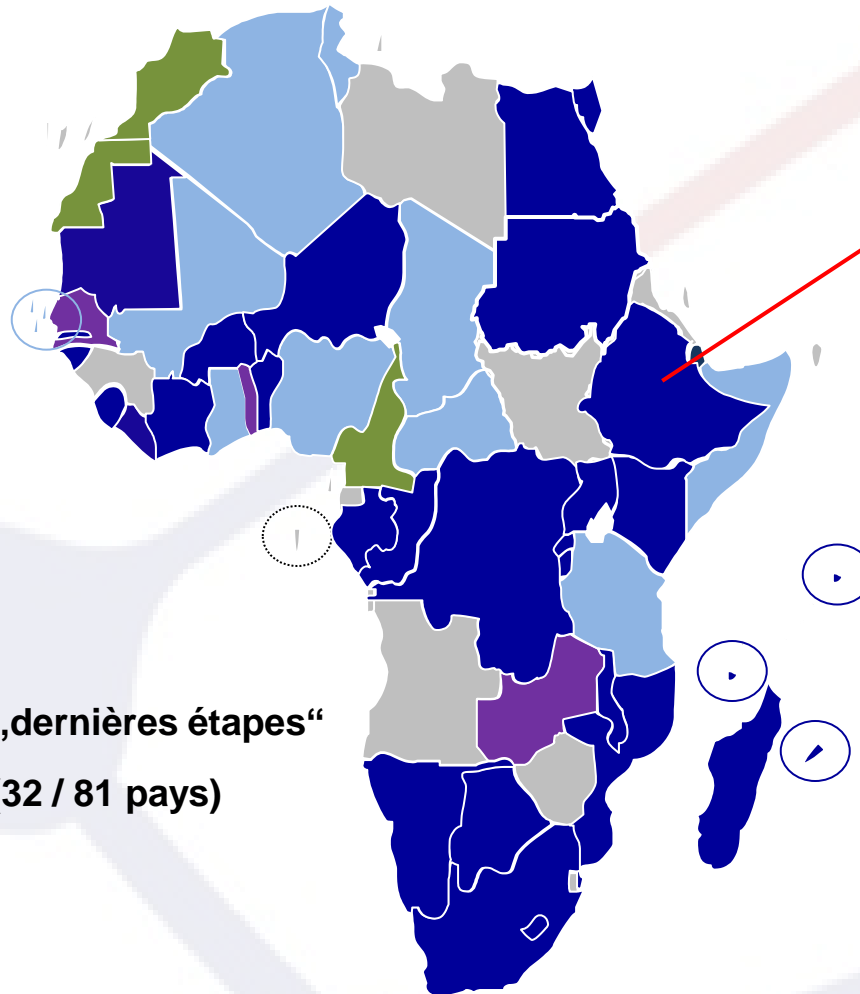 „dernières étapes“
(32 / 81 pays)